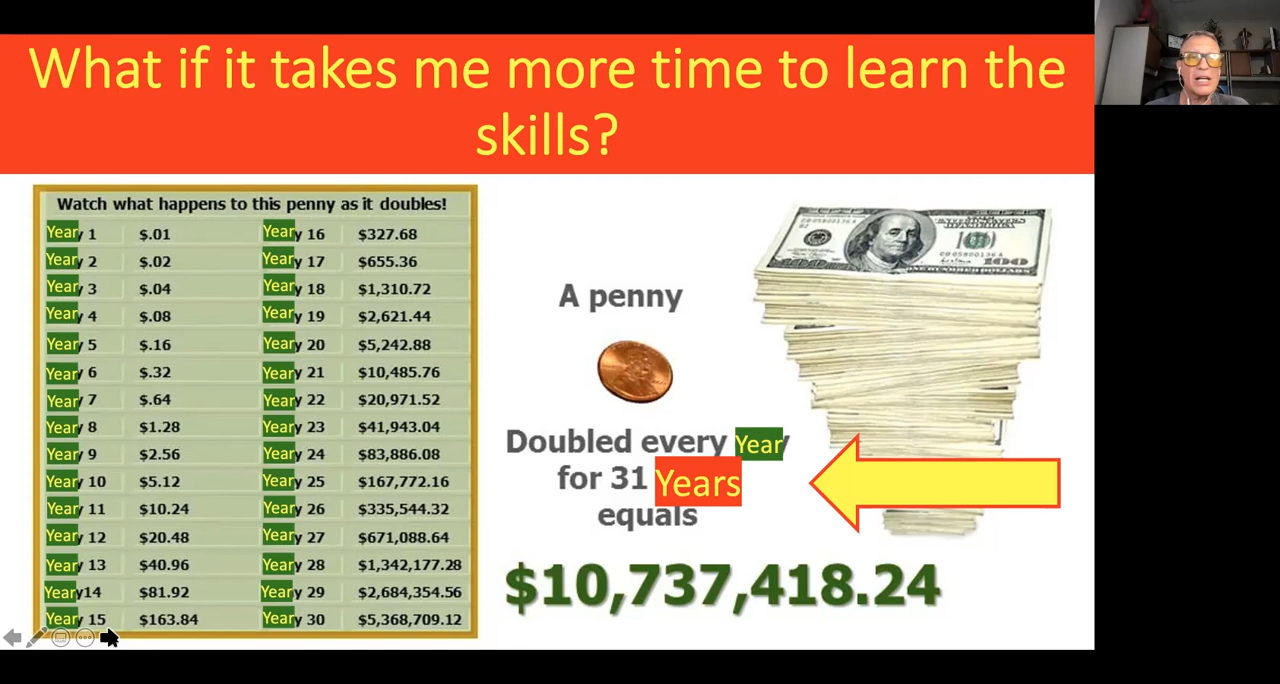 What if it takes me more time to learn the
skills?
Watch what happens to this penny as it doubles!
Year y 1 $.01 Year y 16 $327.68
Year y 2 $.02 Year y 17 $655.36
Year y 3 $.04 Year y 18 $1,310.72
Year y 4 $.08 Year y 19 $2,621.44
Year y 5 $.16 Year y 20 $5,242.88
Year y 6 $.32 Year y 21 $10,485.76
Year y 7 $.64 Year y 22 $20,971.52
Year y 8 $1.28 Year y 23 $41,943.04
Year y 9 $2.56 Year y 24 $83,886.08
Year y 10 $5.12 Year y 25 $167,772.16
Year y 11 $10.24 Year y 26 $335,544.32
Year y 12 $20.48 Year y 27 $671,088.64
Year y 13 $40.96 Year y 28 $1,342,177.28
Year y14 $81.92 Year y 29 $2,684,354.56
Year y 15 $163.84 Year y 30 $5,368,709.12
A penny
Doubled every Year y
for 31 Years
equals
$10,737,418.24
100